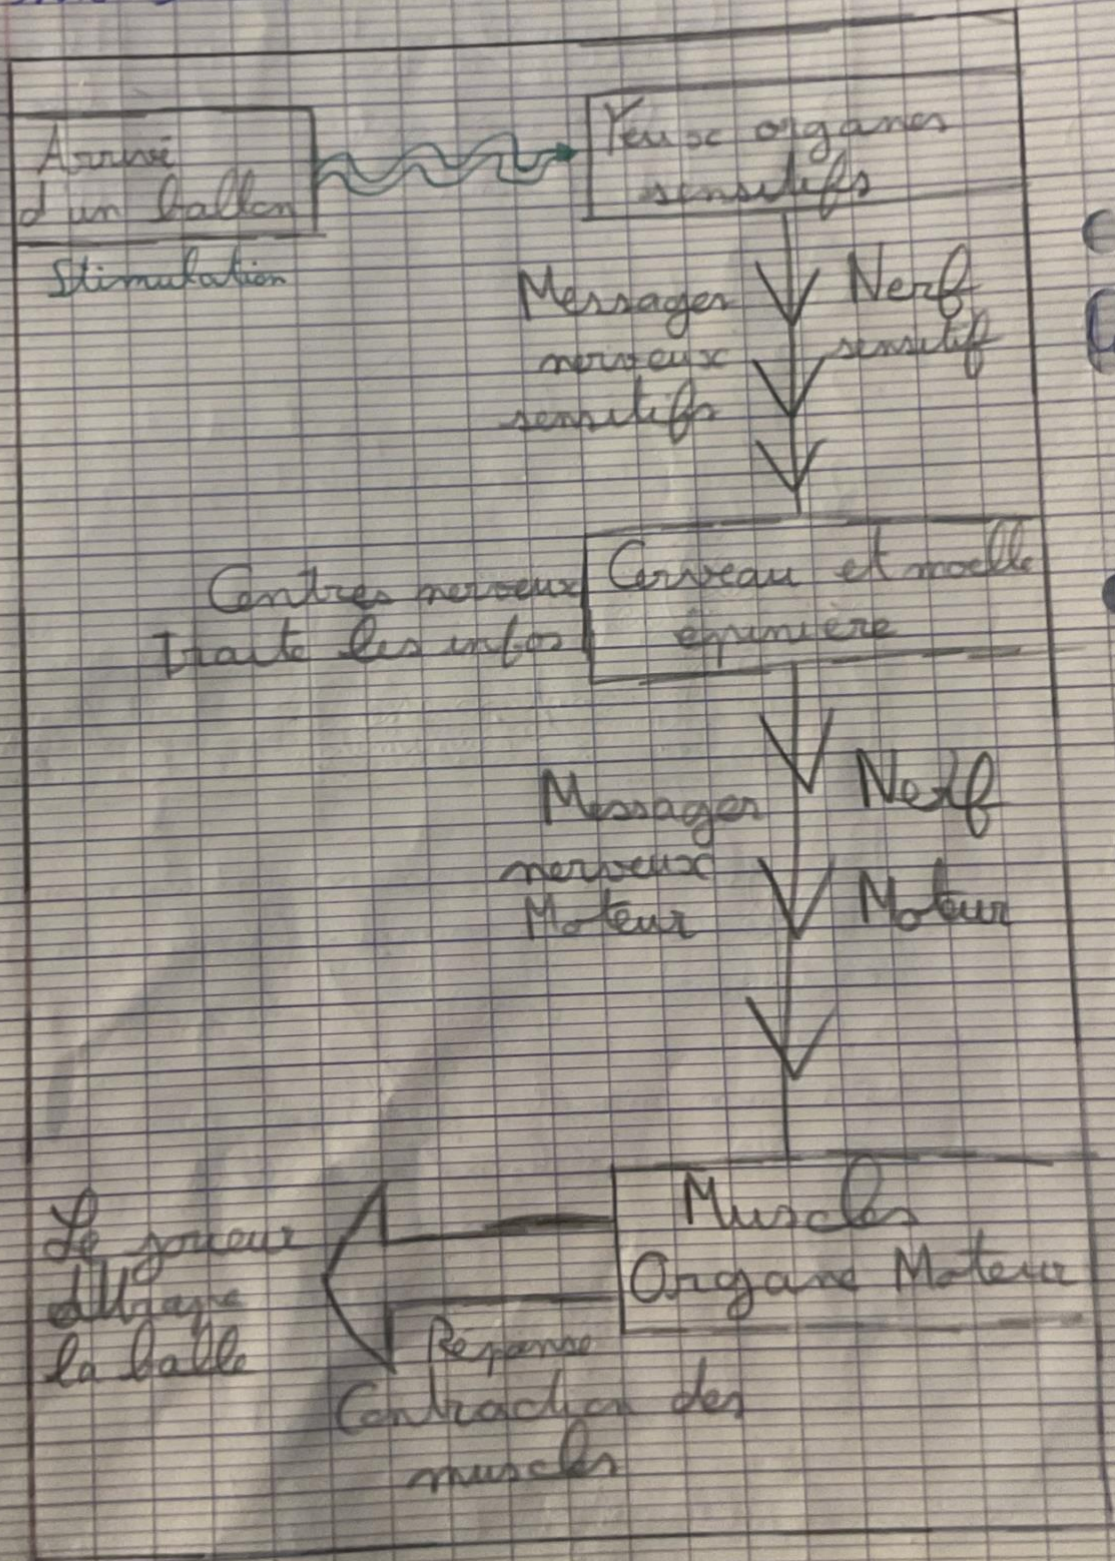 Arrivé
d'un ballon
Stimulation
Yeux organes
sensitifs
Messages
nerveux
sensitifs
Nerf
sensitif
Centres nerveux
Traite les infos
Cerveau et moelle
épinière
Messages
nerveux
Moteur
Nerf
Moteur
Muscles
Organe Moteur
Le joueur
dégage
la balle
Réponse
Contraction des
muscles